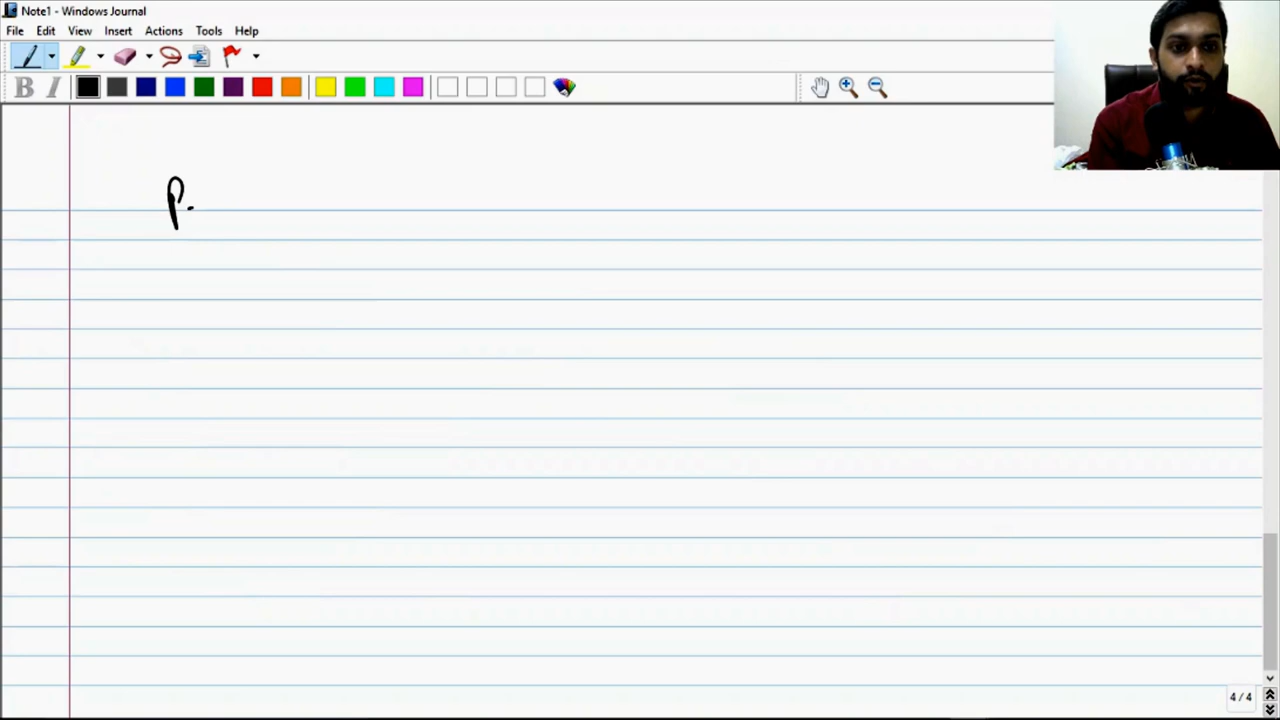 Note1 - Windows Journal
File Edit View Insert Actions Tools Help
B I
P.
4 / 4